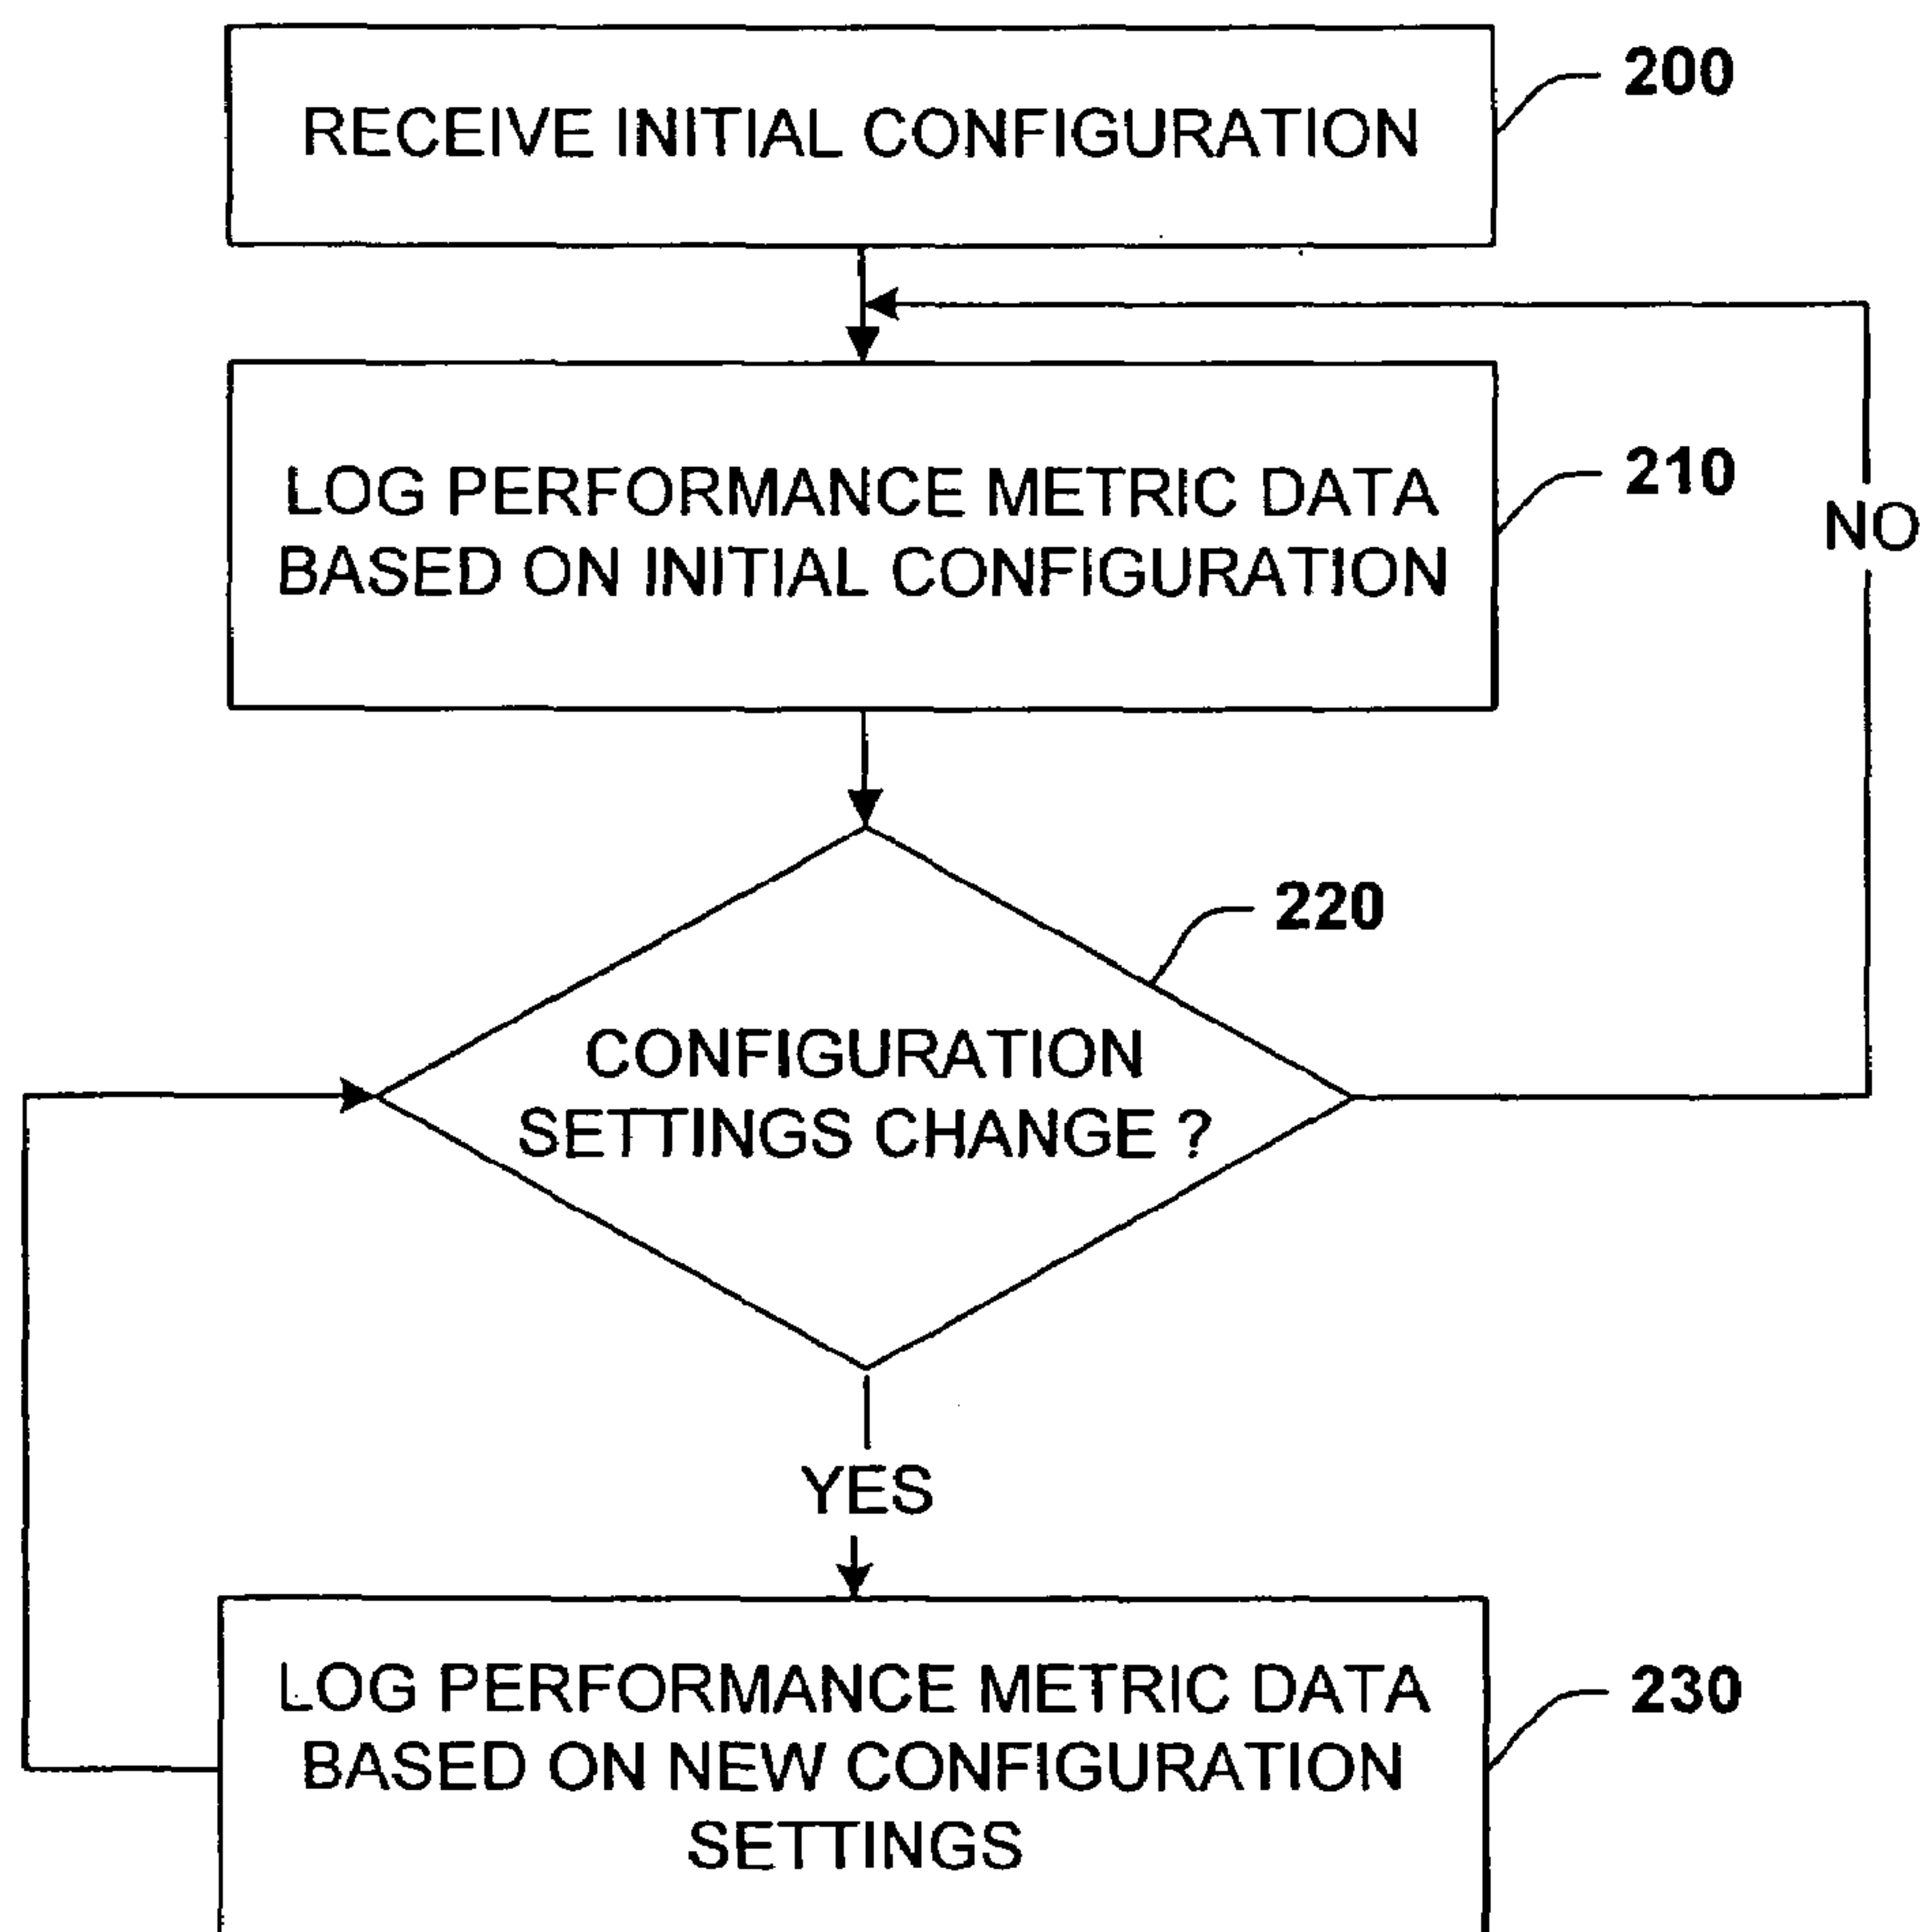 RECEIVE INITIAL CONFIGURATION
200
LOG PERFORMANCE METRIC DATA
BASED ON INITIAL CONFIGURATION
210
NO
220
CONFIGURATION
SETTINGS CHANGE ?
YES
LOG PERFORMANCE METRIC DATA
BASED ON NEW CONFIGURATION
SETTINGS
230